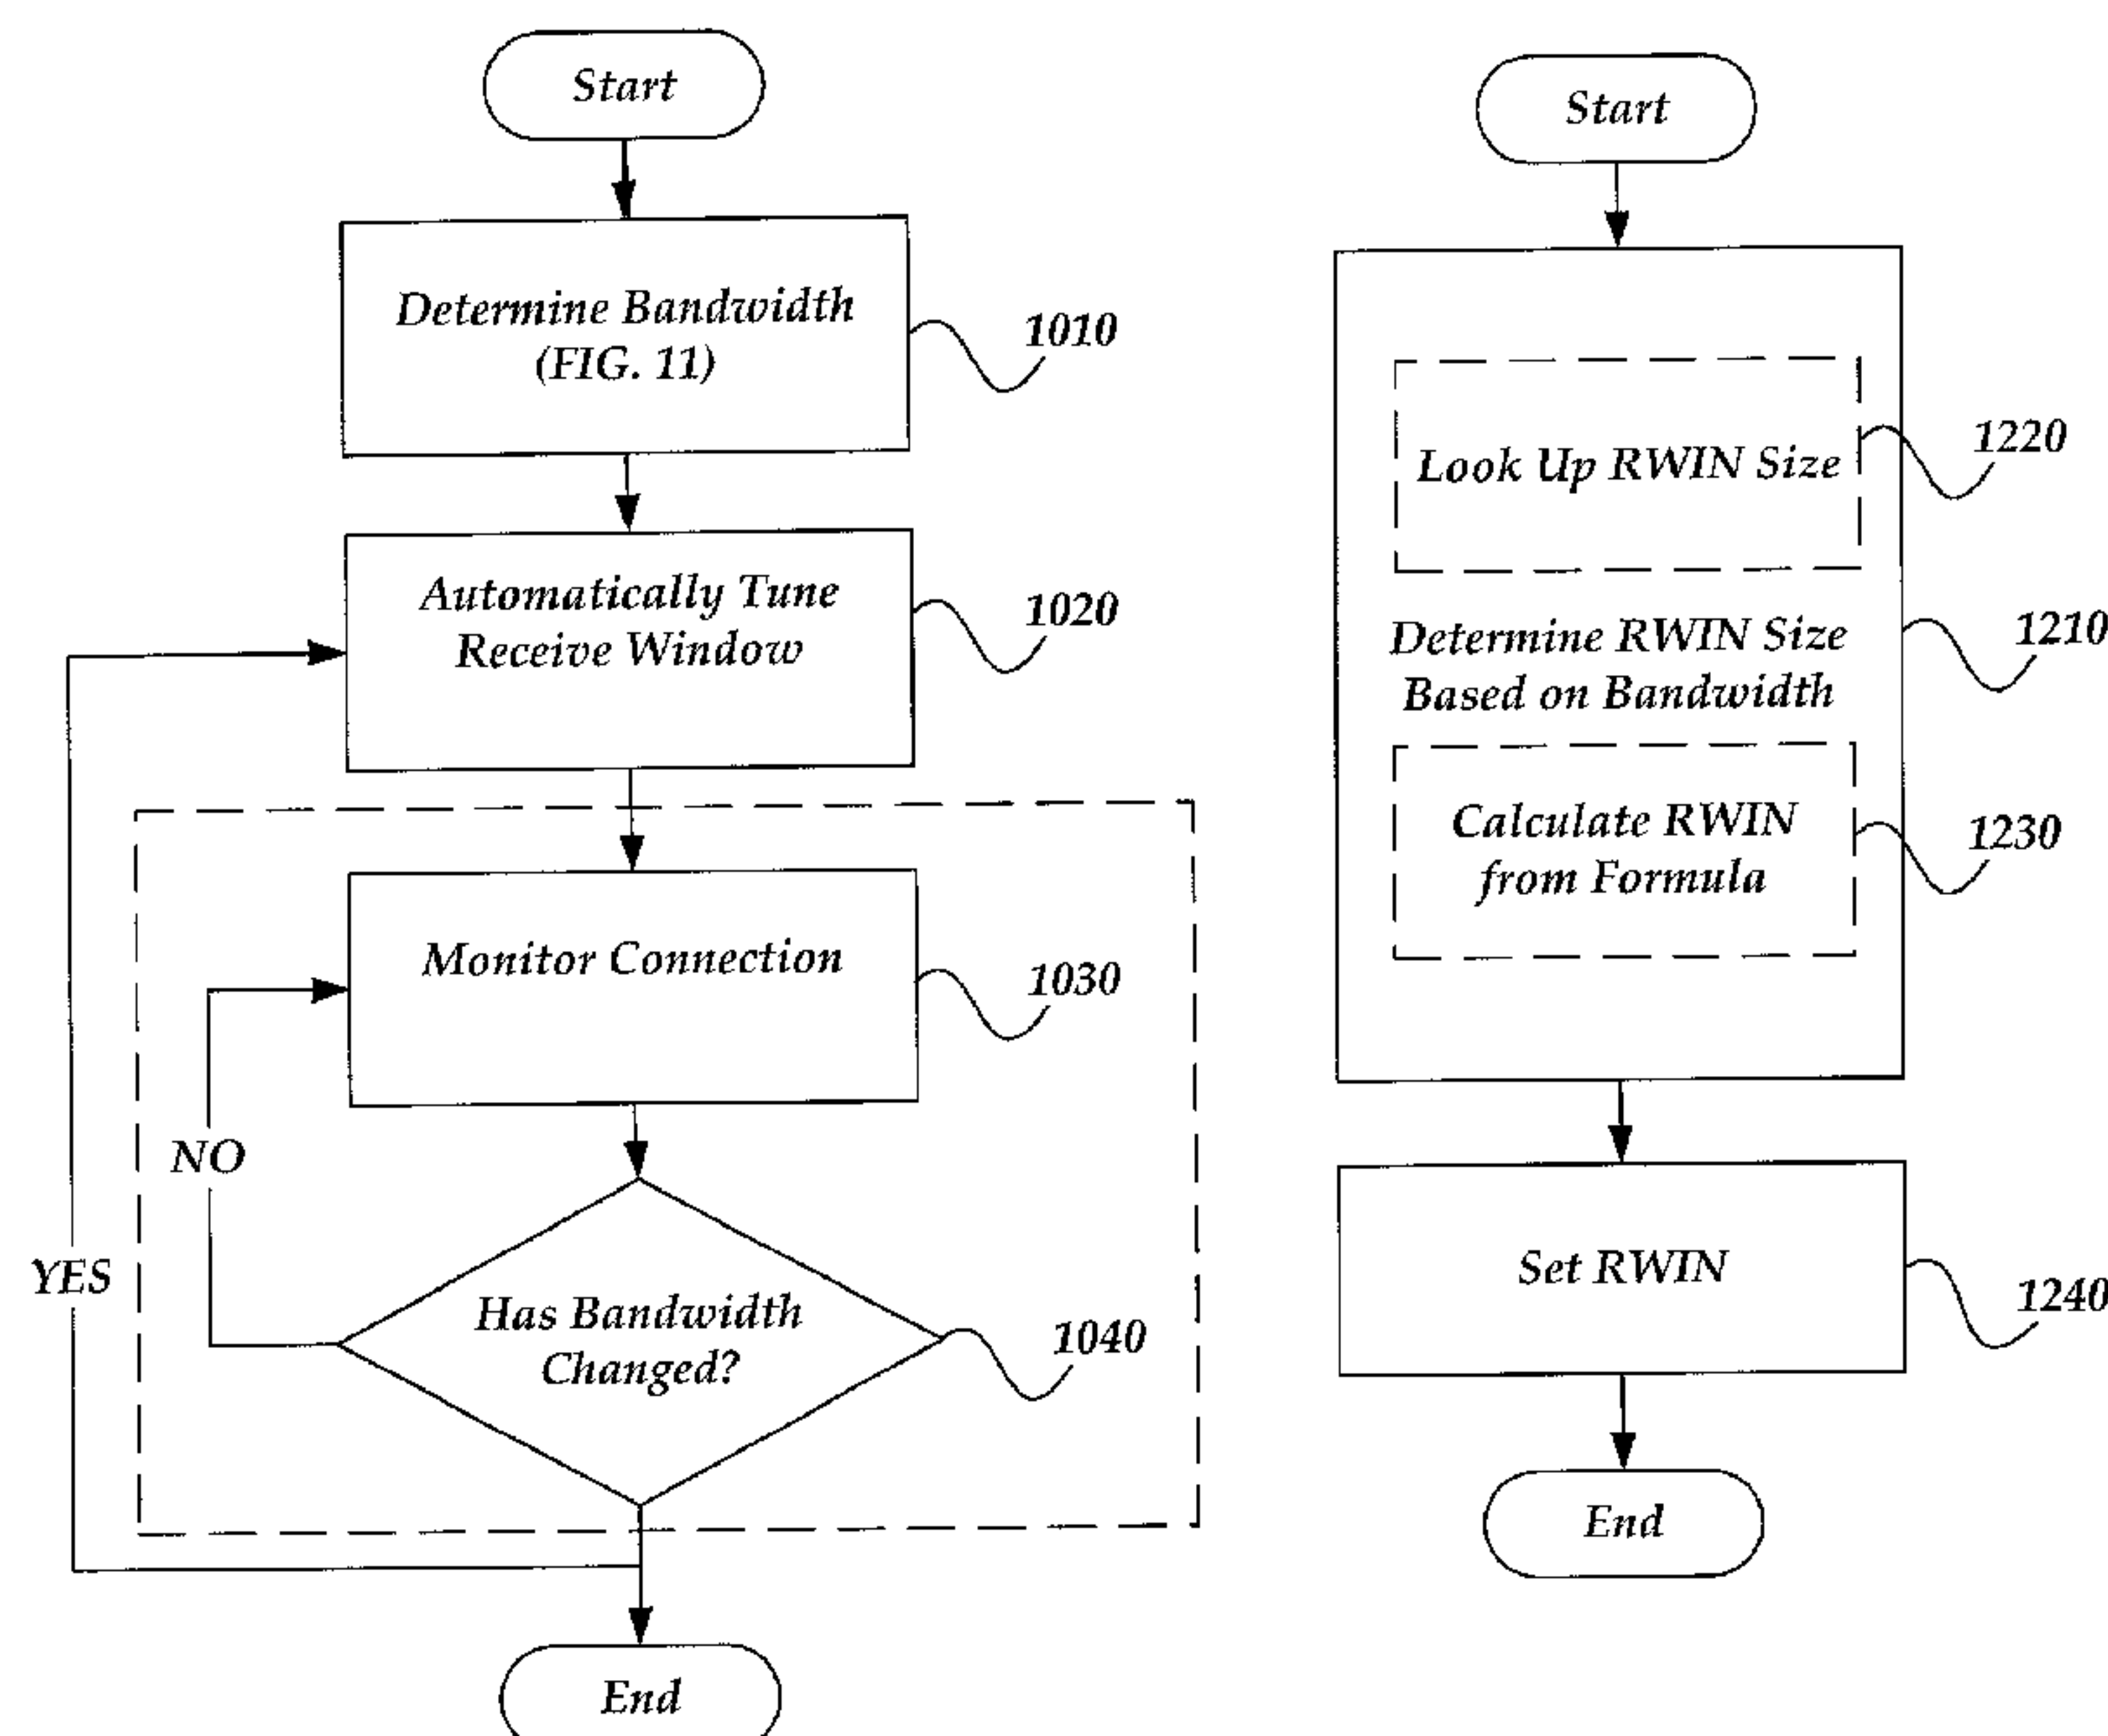 Start
Determine Bandwidth
(FIG. 11)
1010
Automatically Tune
Receive Window
1020
Monitor Connection
1030
NO
YES
Has Bandwidth
Changed?
1040
End
Start
Look Up RWIN Size
1220
Determine RWIN Size
Based on Bandwidth
1210
Calculate RWIN
from Formula
1230
Set RWIN
1240
End